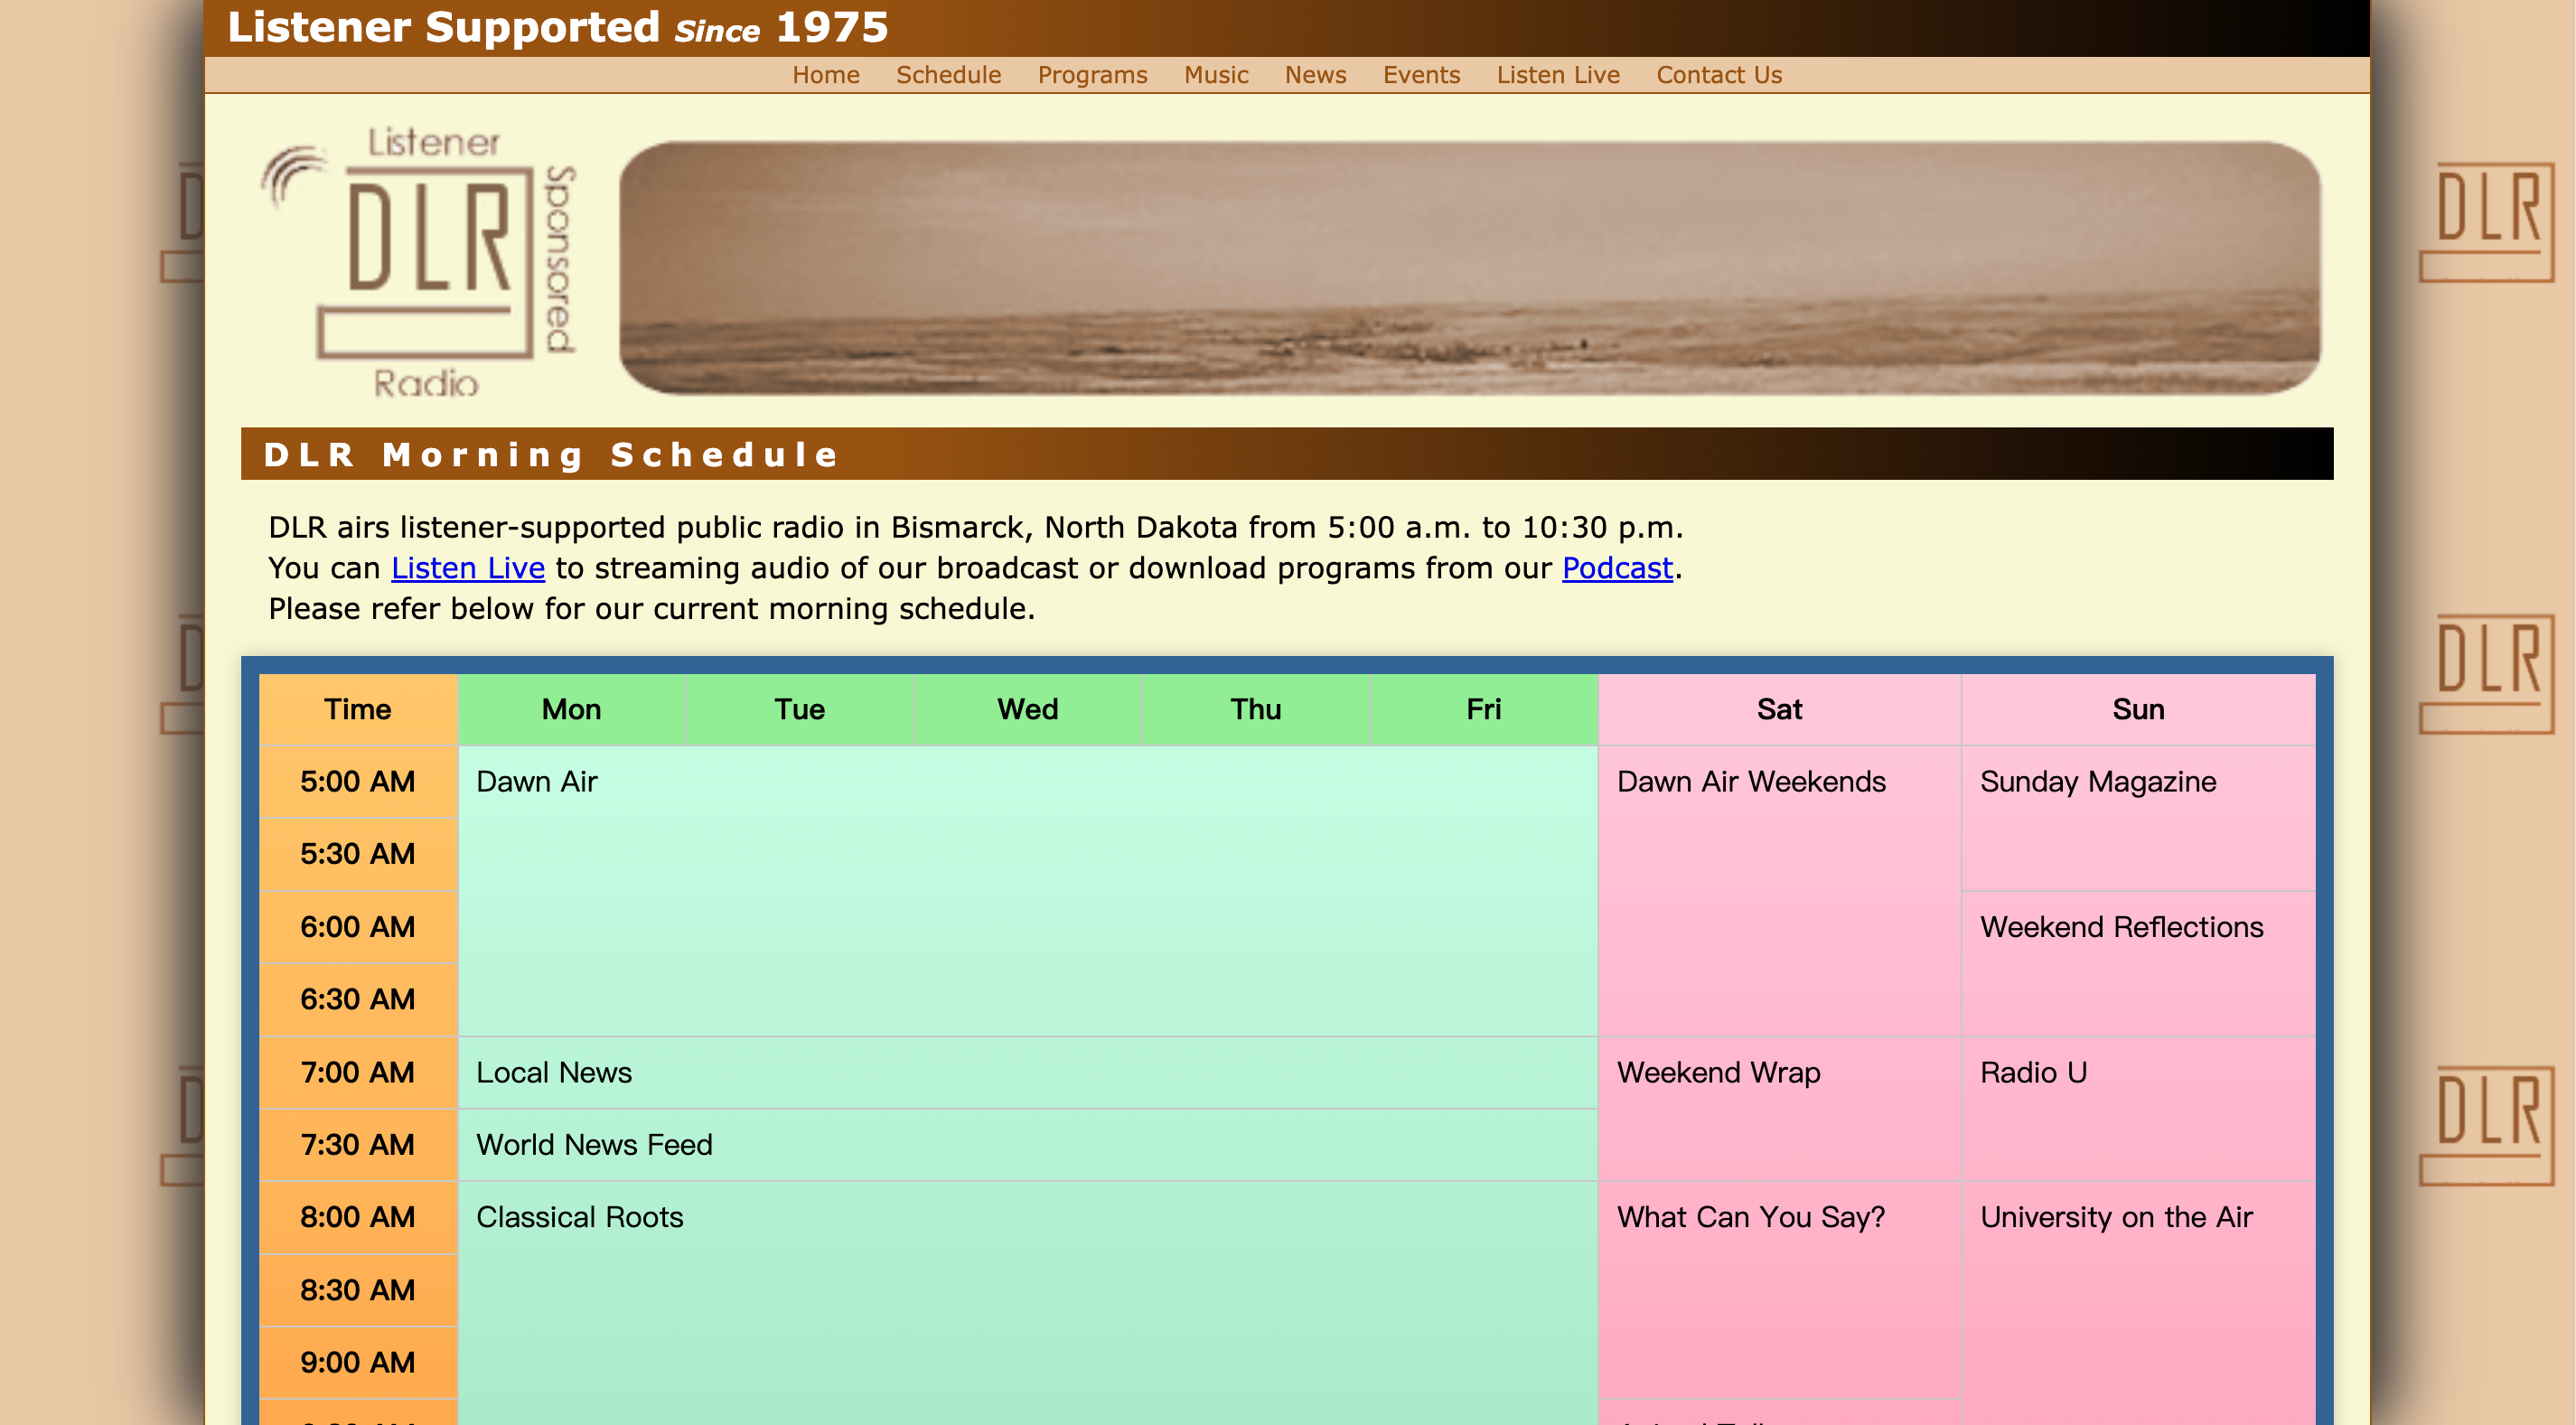 Listener Supported Since 1975
Home Schedule Programs Music News Events Listen Live Contact Us
Listener
DLR
Sponsored
Radio
DLR Morning Schedule
DLR airs listener-supported public radio in Bismarck, North Dakota from 5:00 a.m. to 10:30 p.m.
You can Listen Live to streaming audio of our broadcast or download programs from our Podcast.
Please refer below for our current morning schedule.
Time Mon Tue Wed Thu Fri Sat Sun
5:00 AM Dawn Air Dawn Air Weekends Sunday Magazine
5:30 AM
6:00 AM Weekend Reflections
6:30 AM
7:00 AM Local News Weekend Wrap Radio U
7:30 AM World News Feed
8:00 AM Classical Roots What Can You Say? University on the Air
8:30 AM
9:00 AM
DLR
DLR
DLR